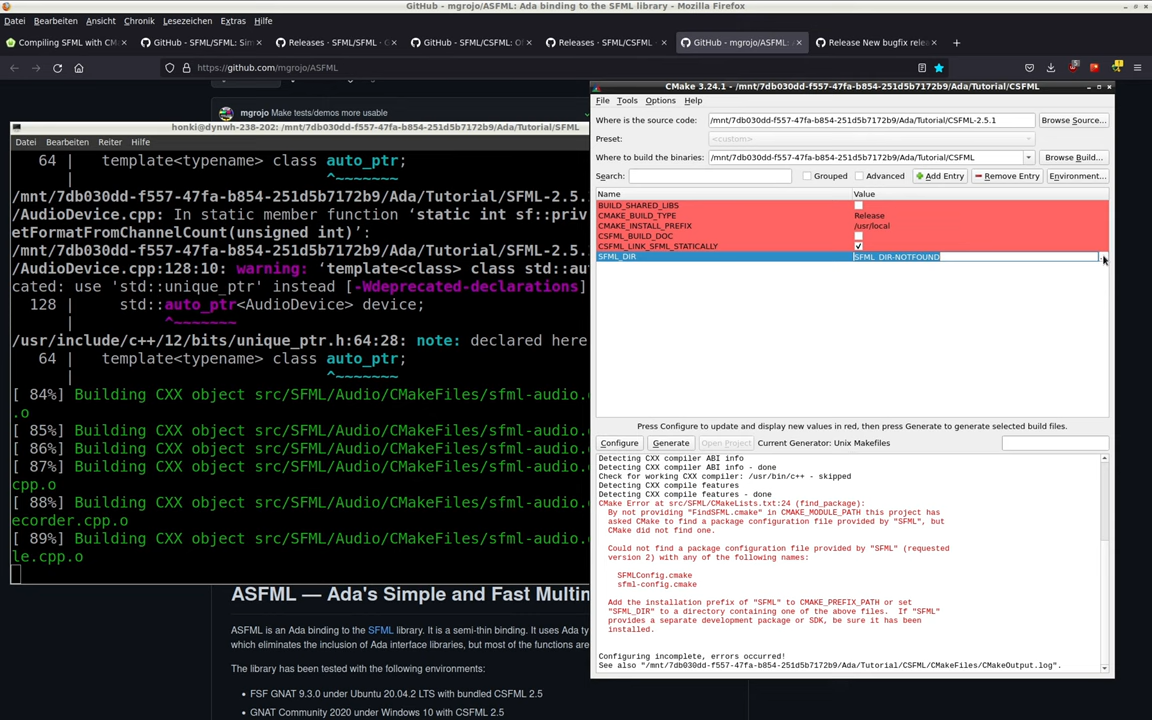 GitHub - mgrojo/ASFML: Ada binding to the SFML library. - Mozilla Firefox
Datei Bearbeiten Ansicht Chronik Lesezeichen Extras Hilfe
Compiling SFML with CM
GitHub - SFML/SFML: Sim
Releases · SFML/SFML · G
Releases · SFML/CSFML ·
GitHub - mgrojo/ASFML:
Release New bugfix rele
https://github.com/mgrojo/ASFML
mgrojo Make tests/demos more usable
honki@dynwh-238-202: /mnt/7db030dd-f557-47fa-b854-251d5b7172b9/Ada/Tutorial/SFML
Datei Bearbeiten Reiter Hilfe
64 | template<typename> class auto_ptr;
| ^~~~~~~~
/mnt/7db030dd-f557-47fa-b854-251d5b7172b9/Ada/Tutorial/SFML-2.5.
/AudioDevice.cpp: In static member function ‘static int sf::priv
etFormatFromChannelCount(unsigned int)’:
/mnt/7db030dd-f557-47fa-b854-251d5b7172b9/Ada/Tutorial/SFML-2.5.
/AudioDevice.cpp:128:10: warning: ‘template<class> class std::au
cated: use 'std::unique_ptr' instead [-Wdeprecated-declarations]
128 | std::auto_ptr<AudioDevice> device;
| ^~~~~~~~
/usr/include/c++/12/bits/unique_ptr.h:64:28: note: declared here
64 | template<typename> class auto_ptr;
| ^~~~~~~~
[ 84%] Building CXX object src/SFML/Audio/CMakeFiles/sfml-audio.
.o
[ 85%] Building CXX object src/SFML/Audio/CMakeFiles/sfml-audio.
[ 86%] Building CXX object src/SFML/Audio/CMakeFiles/sfml-audio.
[ 87%] Building CXX object src/SFML/Audio/CMakeFiles/sfml-audio.
cpp.o
[ 88%] Building CXX object src/SFML/Audio/CMakeFiles/sfml-audio.
ecorder.cpp.o
[ 89%] Building CXX object src/SFML/Audio/CMakeFiles/sfml-audio.
le.cpp.o
ASFML — Ada's Simple and Fast Multin
ASFML is an Ada binding to the SFML library. It is a semi-thin binding. It uses Ada ty
which eliminates the inclusion of Ada interface libraries, but most of the functions are
The library has been tested with the following environments:
• FSF GNAT 9.3.0 under Ubuntu 20.04.2 LTS with bundled CSFML 2.5
• GNAT Community 2020 under Windows 10 with CSFML 2.5
CMake 3.24.1 - /mnt/7db030dd-f557-47fa-b854-251d5b7172b9/Ada/Tutorial/CSFML
File Tools Options Help
Where is the source code: /mnt/7db030dd-f557-47fa-b854-251d5b7172b9/Ada/Tutorial/CSFML-2.5.1 Browse Source...
Preset: <custom>
Where to build the binaries: /mnt/7db030dd-f557-47fa-b854-251d5b7172b9/Ada/Tutorial/CSFML Browse Build...
Search: Grouped Advanced Add Entry Remove Entry Environment...
Name Value
BUILD_SHARED_LIBS
CMAKE_BUILD_TYPE Release
CMAKE_INSTALL_PREFIX /usr/local
CSFML_BUILD_DOC
CSFML_LINK_SFML_STATICALLY
SFML_DIR SFML_DIR-NOTFOUND
Press Configure to update and display new values in red, then press Generate to generate selected build files.
Configure Generate Open Project Current Generator: Unix Makefiles
Detecting CXX compiler ABI info
Detecting CXX compiler ABI info - done
Check for working CXX compiler: /usr/bin/c++ - skipped
Detecting CXX compile features
Detecting CXX compile features - done
CMake Error at src/SFML/CMakeLists.txt:24 (find_package):
By not providing "FindSFML.cmake" in CMAKE_MODULE_PATH this project has
asked CMake to find a package configuration file provided by "SFML", but
CMake did not find one.
Could not find a package configuration file provided by "SFML" (requested
version 2) with any of the following names:
SFMLConfig.cmake
sfml-config.cmake
Add the installation prefix of "SFML" to CMAKE_PREFIX_PATH or set
"SFML_DIR" to a directory containing one of the above files. If "SFML"
provides a separate development package or SDK, be sure it has been
installed.
Configuring incomplete, errors occurred!
See also "/mnt/7db030dd-f557-47fa-b854-251d5b7172b9/Ada/Tutorial/CSFML/CMakeFiles/CMakeOutput.log".